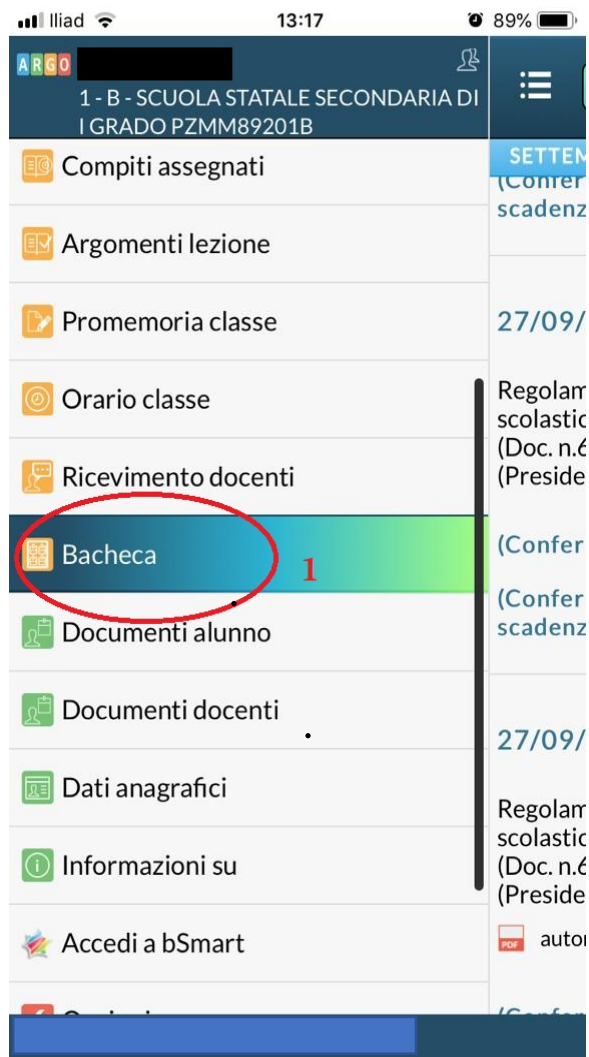 Iliad 13:17 89%
ARGO
1 - B - SCUOLA STATALE SECONDARIA DI
I GRADO PZMM89201B
Compiti assegnati
Argomenti lezione
Promemoria classe
Orario classe
Ricevimento docenti
Bacheca 1
Documenti alunno
Documenti docenti
Dati anagrafici
Informazioni su
Accedi a bSmart
SETTEM
(Confer
scadenz
27/09/
Regolam
scolastic
(Doc. n.6
(Preside
(Confer
(Confer
scadenz
27/09/
Regolam
scolastic
(Doc. n.6
(Preside
PDF autor